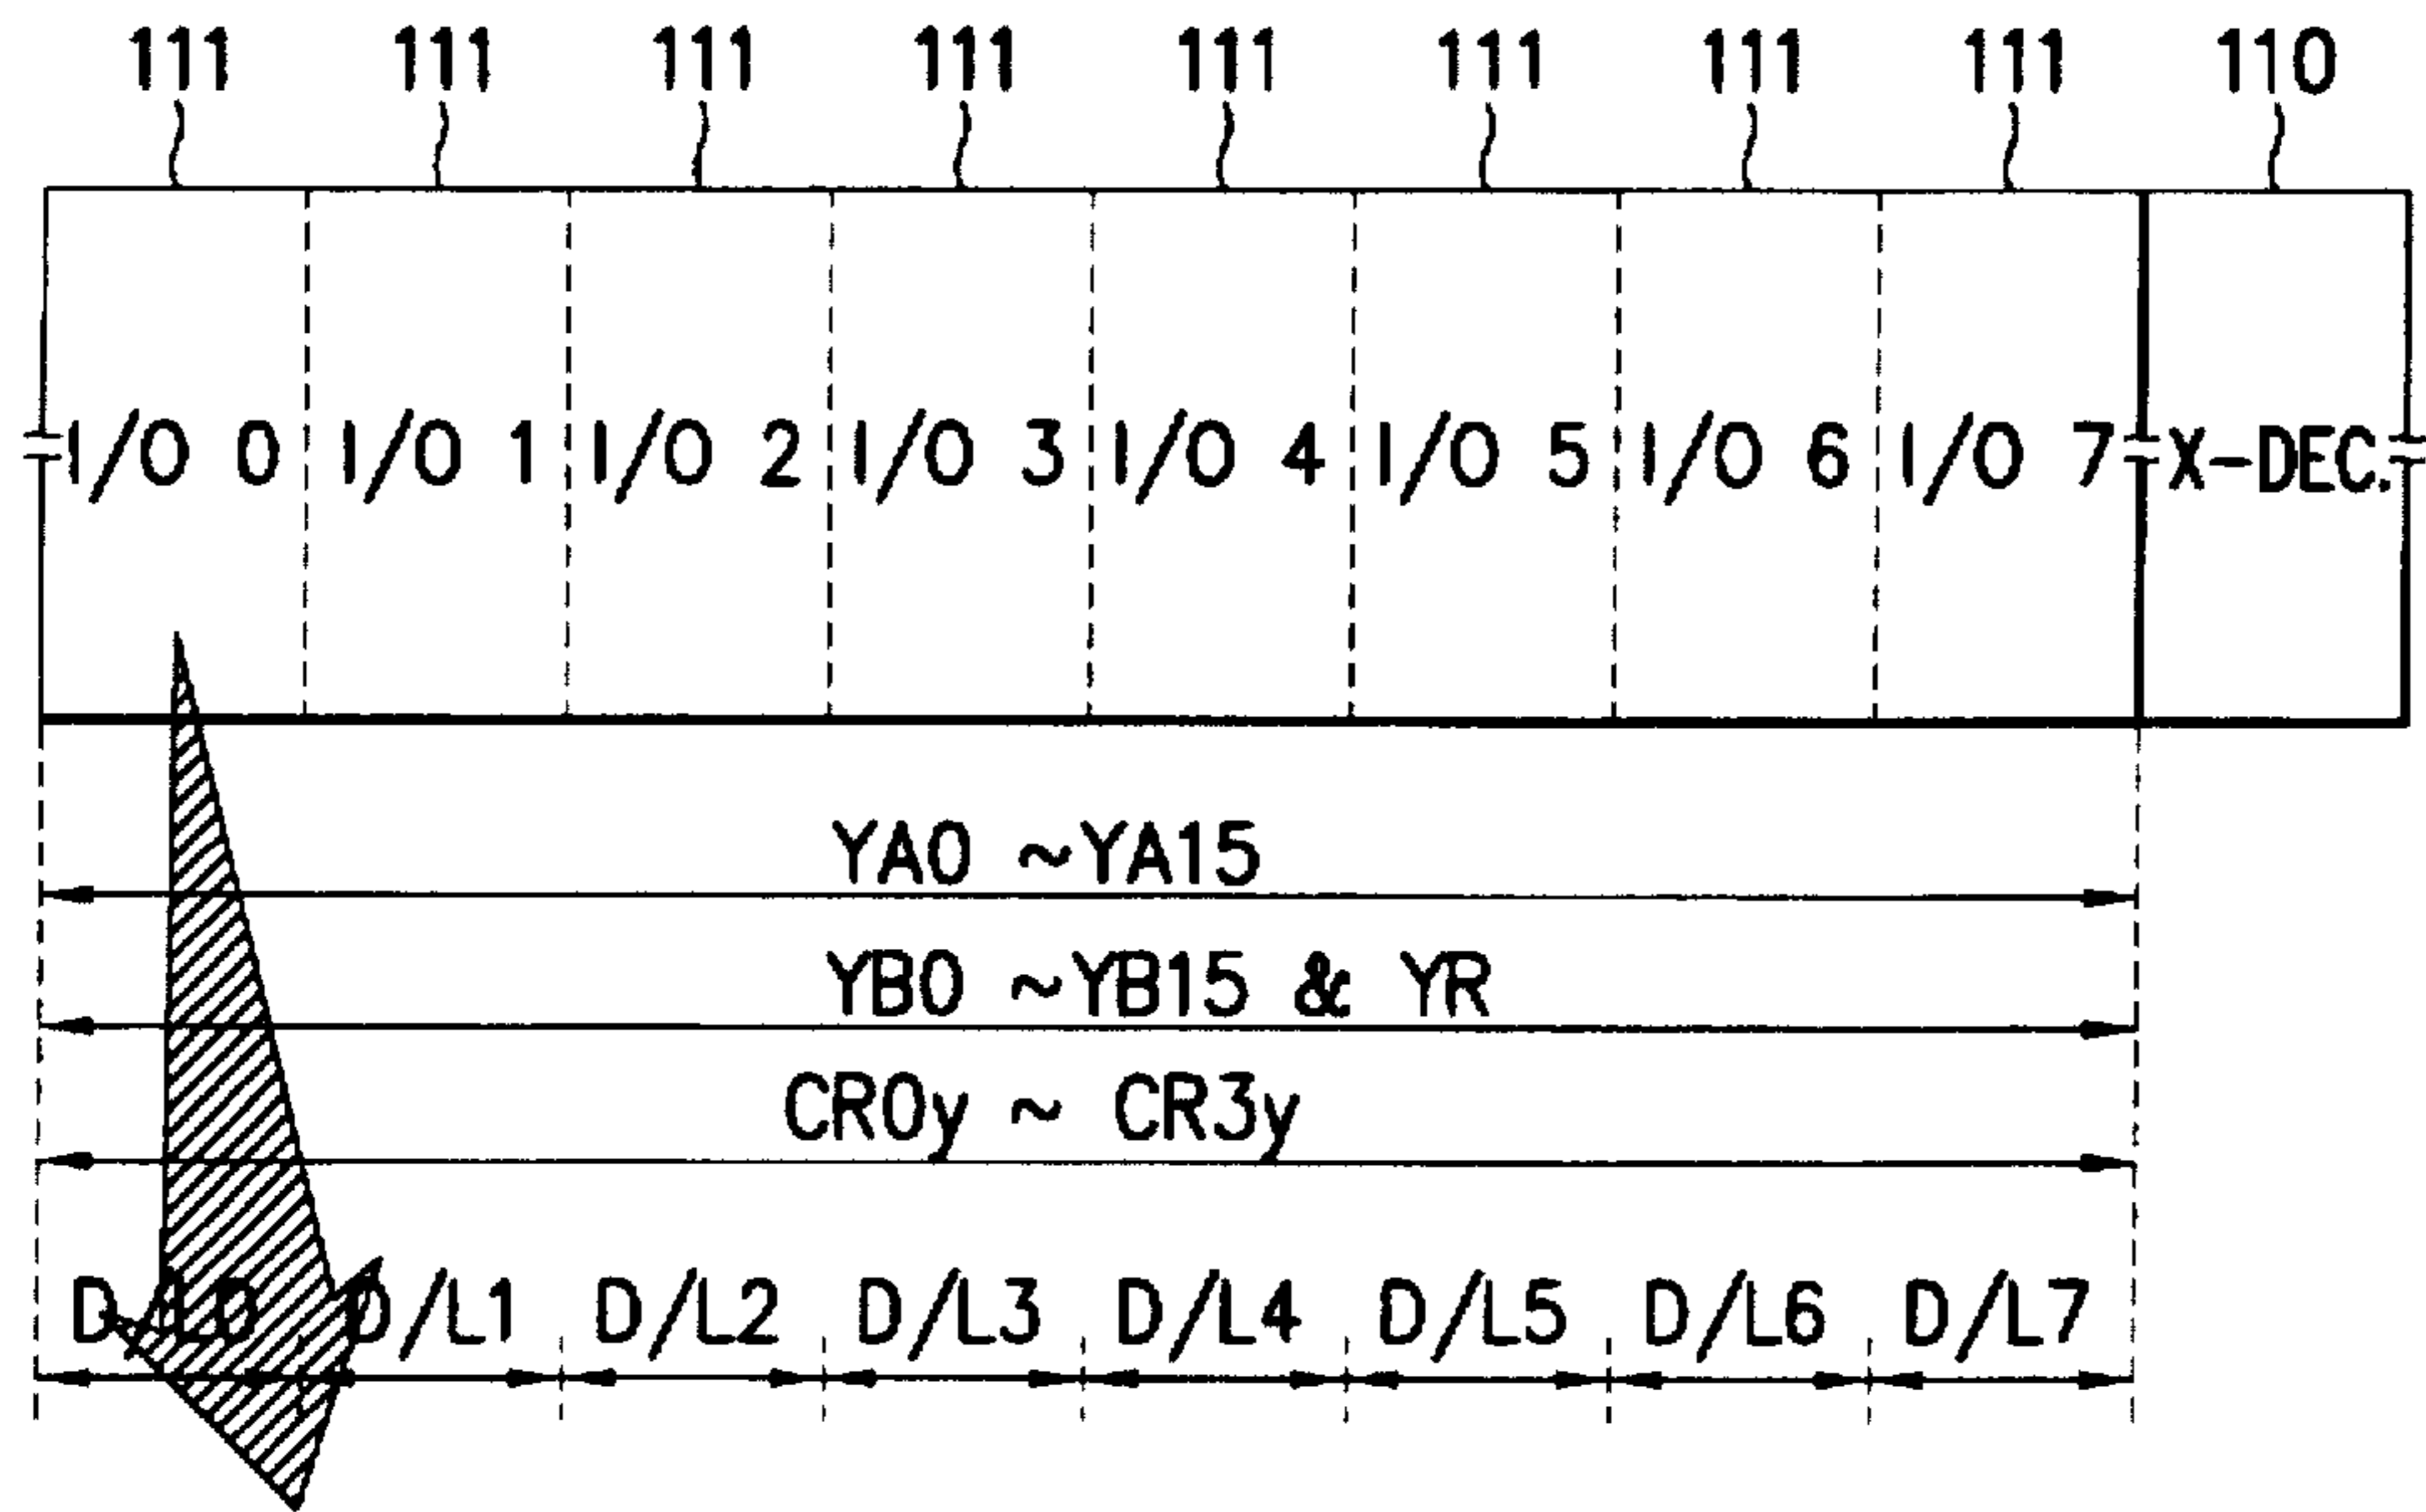 111 111 111 111 111 111 111 111 110
I/O 0 I/O 1 I/O 2 I/O 3 I/O 4 I/O 5 I/O 6 I/O 7 X-DEC.
YA0 ~YA15
YB0 ~YB15 & YR
CR0y ~ CR3y
D/L1 D/L2 D/L3 D/L4 D/L5 D/L6 D/L7